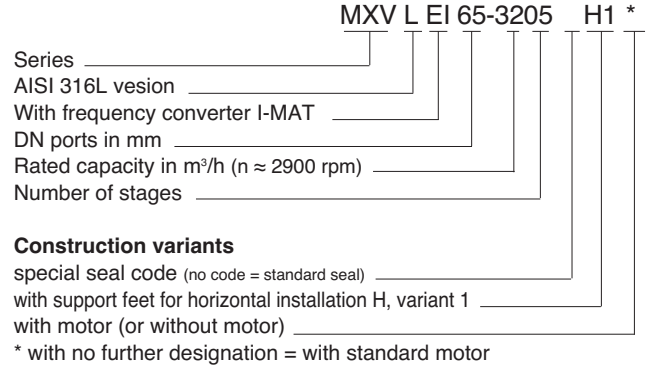 MXV L EI 65-3205 H1 *
Series
AISI 316L vesion
With frequency converter I-MAT
DN ports in mm
Rated capacity in m³/h (n ≈ 2900 rpm)
Number of stages
Construction variants
special seal code (no code = standard seal)
with support feet for horizontal installation H, variant 1
with motor (or without motor)
* with no further designation = with standard motor